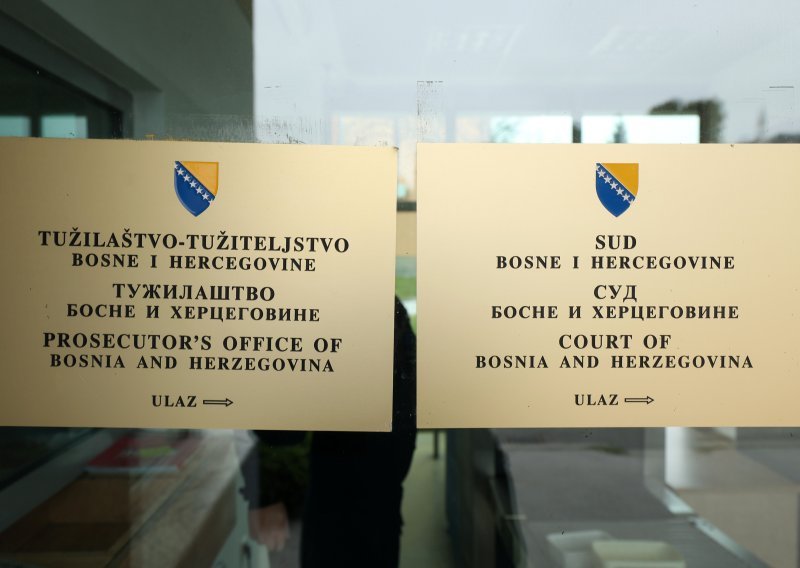 TUŽILAŠTVO-TUŽITELJSTVO
BOSNE I HERCEGOVINE
ТУЖИЛАШТВО
БОСНЕ И ХЕРЦЕГОВИНЕ
PROSECUTOR'S OFFICE OF
BOSNIA AND HERZEGOVINA
ULAZ
SUD
BOSNE I HERCEGOVINE
СУД
БОСНЕ И ХЕРЦЕГОВИНЕ
COURT OF
BOSNIA AND HERZEGOVINA
ULAZ